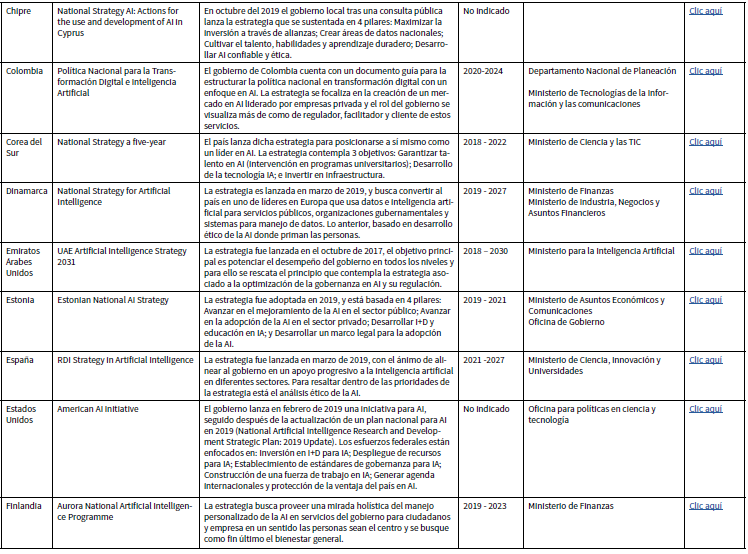 Chipre
National Strategy AI: Actions for
the use and development of AI in
Cyprus
En octubre del 2019 el gobierno local tras una consulta pública
lanza la estrategia que se sustentada en 4 pilares: Maximizar la
inversión a través de alianzas; Crear áreas de datos nacionales;
Cultivar el talento, habilidades y aprendizaje duradero; Desarro-
llar AI confiable y ética.
No Indicado
Clic aquí
Colombia
Política Nacional para la Trans-
formación Digital e Inteligencia
Artificial
El gobierno de Colombia cuenta con un documento guía para la
estructurar la política nacional en transformación digital con un
enfoque en AI. La estrategia se focaliza en la creación de un mer-
cado en AI liderado por empresas privada y el rol del gobierno se
visualiza más como de regulador, facilitador y cliente de estos
servicios.
2020-2024
Departamento Nacional de Planeación
Ministerio de Tecnologías de la Infor-
mación y las comunicaciones
Clic aquí
Corea del
Sur
National Strategy a five-year
El país lanza dicha estrategia para posicionarse a sí mismo como
un líder en AI. La estrategia contempla 3 objetivos: Garantizar ta-
lento en AI (intervención en programas universitarios); Desarrollo
de la tecnología IA; e Invertir en infraestructura.
2018 - 2022
Ministerio de Ciencia y las TIC
Clic aquí
Dinamarca
National Strategy for Artificial
Intelligence
La estrategia es lanzada en marzo de 2019, y busca convertir al
país en uno de líderes en Europa que usa datos e inteligencia arti-
ficial para servicios públicos, organizaciones gubernamentales y
sistemas para manejo de datos. Lo anterior, basado en desarrollo
ético de la AI donde priman las personas.
2019 - 2027
Ministerio de Finanzas
Ministerio de Industria, Negocios y
Asuntos Financieros
Clic aquí
Emiratos
Árabes
Unidos
UAE Artificial Intelligence Strategy
2031
La estrategia fue lanzada en el octubre de 2017, el objetivo princi-
pal es potenciar el desempeño del gobierno en todos los niveles y
para ello se rescata el principio que contempla la estrategia aso-
ciado a la optimización de la gobernanza en AI y su regulación.
2018 – 2030
Ministerio para la Inteligencia Artificial
Clic aquí
Estonia
Estonian National AI Strategy
La estrategia fue adoptada en 2019, y está basada en 4 pilares:
Avanzar en el mejoramiento de la AI en el sector público; Avanzar
en la adopción de la AI en el sector privado; Desarrollar I+D y
educación en IA; y Desarrollar un marco legal para la adopción
de la AI.
2019 - 2021
Ministerio de Asuntos Económicos y
Comunicaciones
Oficina de Gobierno
Clic aquí
España
RDI Strategy in Artificial Intelligence
La estrategia fue lanzada en marzo de 2019, con el ánimo de ali-
near al gobierno en un apoyo progresivo a la inteligencia artificial
en diferentes sectores. Para resaltar dentro de las prioridades de
la estrategia está el análisis ético de la AI.
2021 -2027
Ministerio de Ciencia, Innovación y
Universidades
Clic aquí
Estados
Unidos
American AI Initiative
El gobierno lanza en febrero de 2019 una iniciativa para AI,
seguido después de la actualización de un plan nacional para AI
en 2019 (National Artificial Intelligence Research and Develop-
ment Strategic Plan: 2019 Update). Los esfuerzos federales están
enfocados en: Inversión en I+D para IA; Despliegue de recursos
para IA; Establecimiento de estándares de gobernanza para IA;
Construcción de una fuerza de trabajo en IA; Generar agenda
internacionales y protección de la ventaja del país en AI.
No Indicado
Oficina para políticas en ciencia y
tecnología
Clic aquí
Finlandia
Aurora National Artificial Intelligen-
ce Programme
La estrategia busca proveer una mirada holística del manejo
personalizado de la AI en servicios del gobierno para ciudadanos
y empresa en un sentido las personas sean el centro y se busque
como fin último el bienestar general.
2019 - 2023
Ministerio de Finanzas
Clic aquí